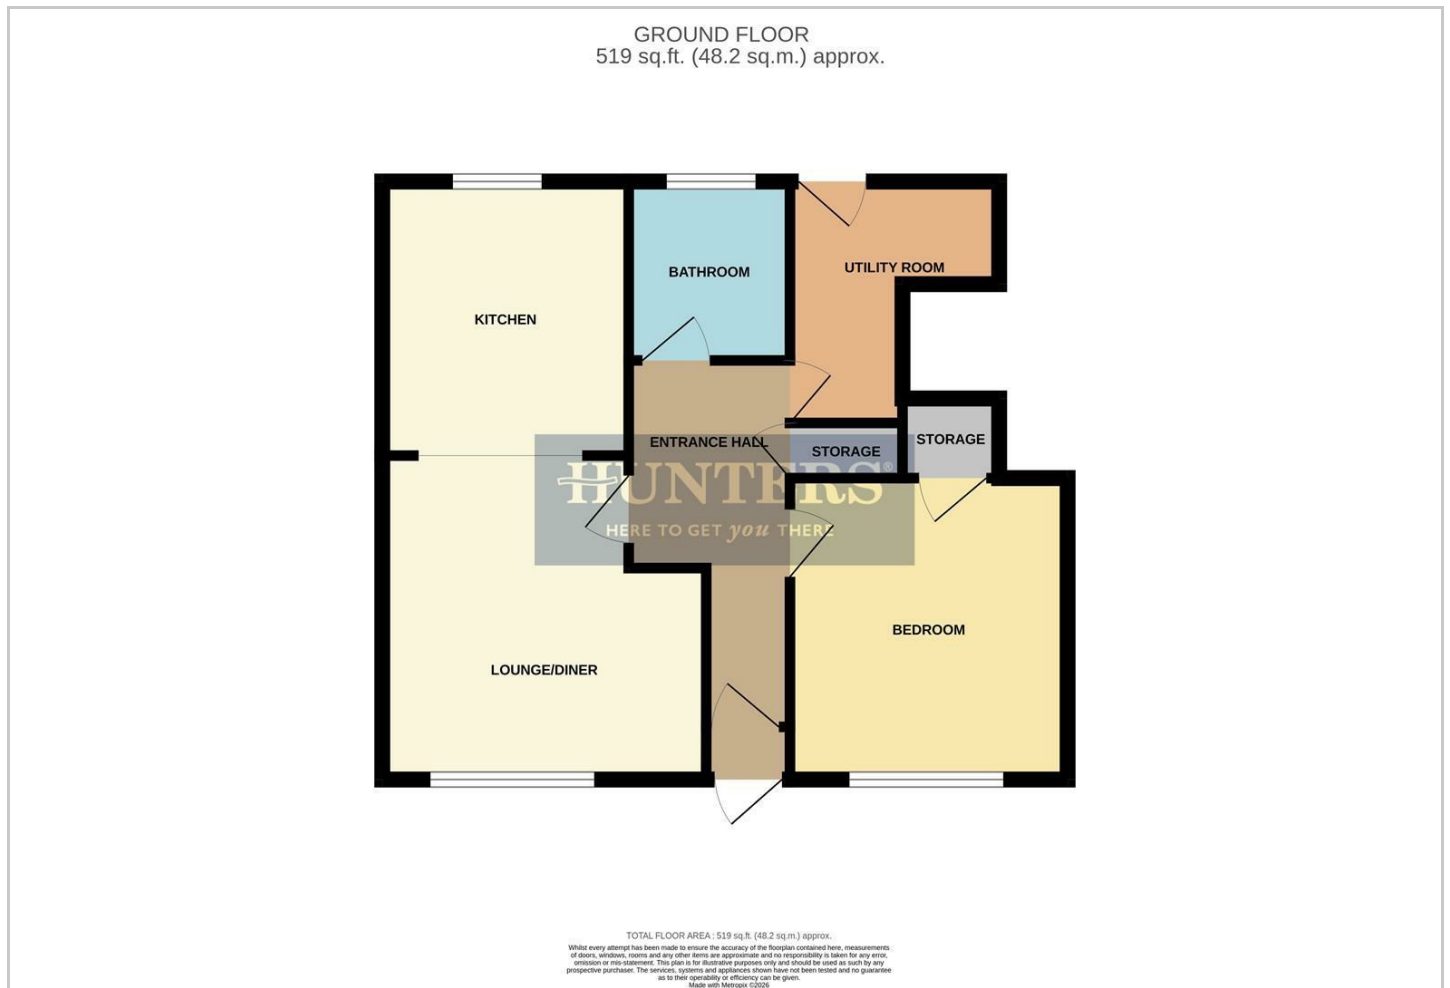 GROUND FLOOR
519 sq.ft. (48.2 sq.m.) approx.
BATHROOM
UTILITY ROOM
KITCHEN
ENTRANCE HALL
STORAGE
STORAGE
HUNTERS®
HERE TO GET you THERE
BEDROOM
LOUNGE/DINER
TOTAL FLOOR AREA : 519 sq.ft. (48.2 sq.m.) approx.
Whilst every attempt has been made to ensure the accuracy of the floorplan contained here, measurements
of doors, windows, rooms and any other items are approximate and no responsibility is taken for any error,
omission or mis-statement. This plan is for illustrative purposes only and should be used as such by any
prospective purchaser. The services, systems and appliances shown have not been tested and no guarantee
as to their operability or efficiency can be given.
Made with Metropix ©2026